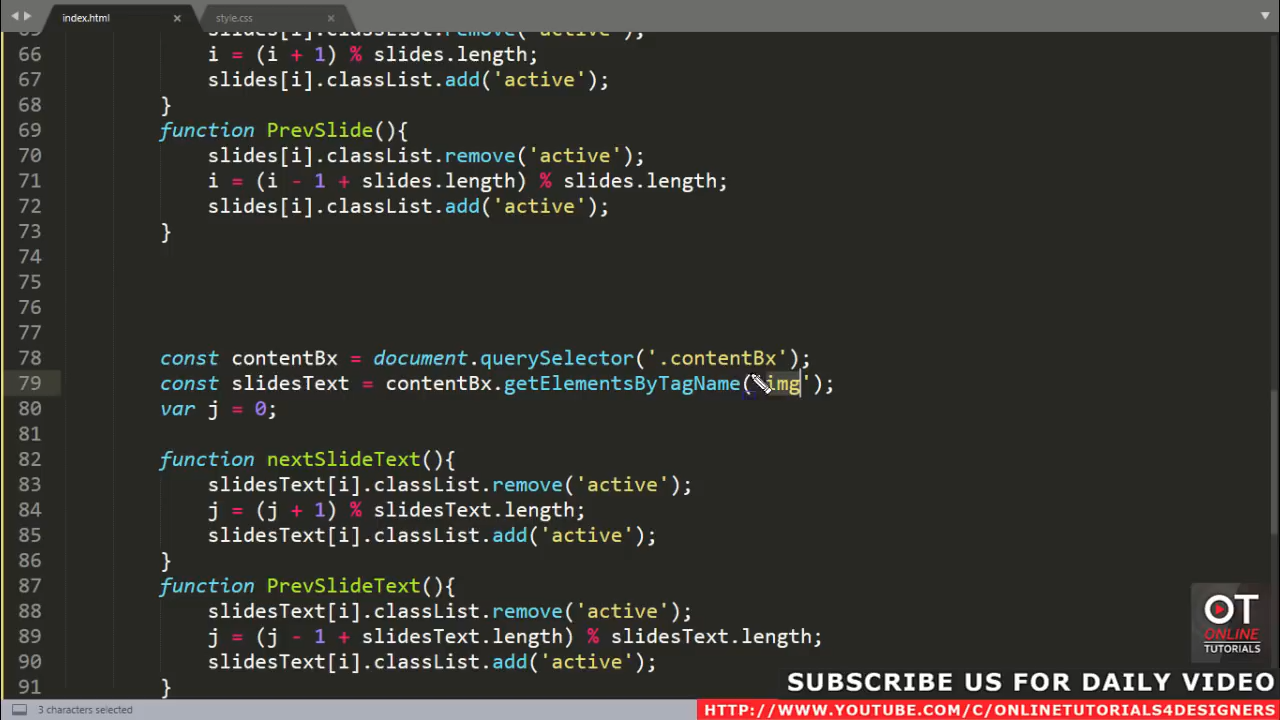 index.html × style.css ×
65 slides[i].classList.remove('active');
66 i = (i + 1) % slides.length;
67 slides[i].classList.add('active');
68 }
69 function PrevSlide(){
70 slides[i].classList.remove('active');
71 i = (i - 1 + slides.length) % slides.length;
72 slides[i].classList.add('active');
73 }
74
75
76
77
78 const contentBx = document.querySelector('.contentBx');
79 const slidesText = contentBx.getElementsByTagName('img');
80 var j = 0;
81
82 function nextSlideText(){
83 slidesText[i].classList.remove('active');
84 j = (j + 1) % slidesText.length;
85 slidesText[i].classList.add('active');
86 }
87 function PrevSlideText(){
88 slidesText[i].classList.remove('active');
89 j = (j - 1 + slidesText.length) % slidesText.length;
90 slidesText[i].classList.add('active');
91 }
OT
ONLINE
TUTORIALS
SUBSCRIBE US FOR DAILY VIDEO
3 characters selected
HTTP://WWW.YOUTUBE.COM/C/ONLINETUTORIALS4DESIGNERS